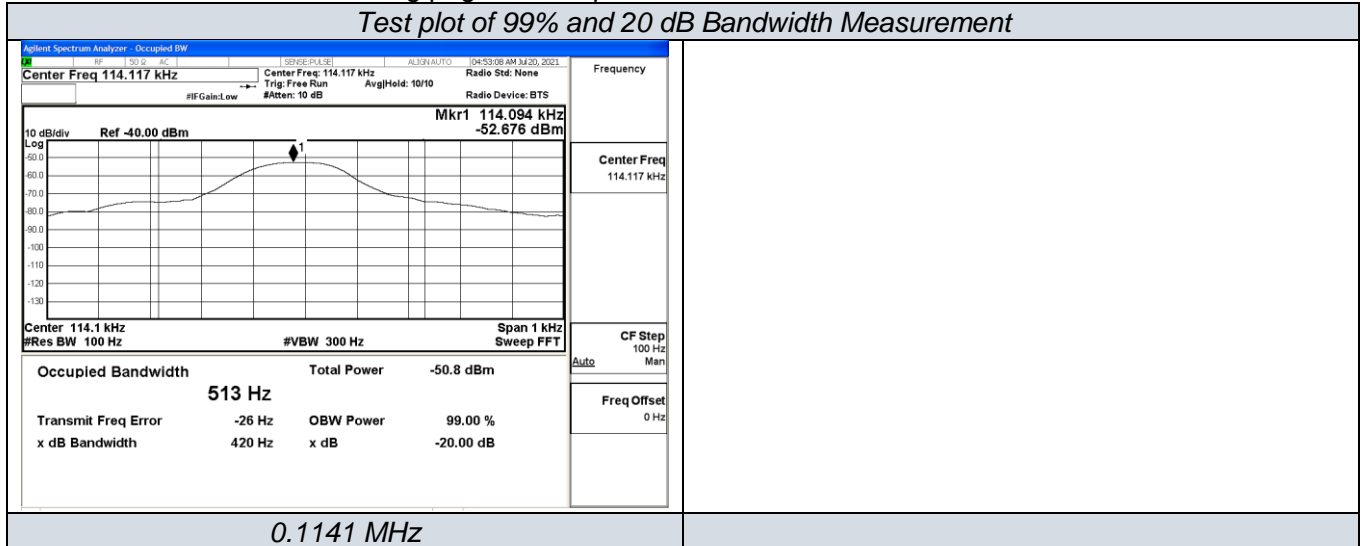 Test plot of 99% and 20 dB Bandwidth Measurement
Agilent Spectrum Analyzer - Occupied BW
RF 50 Ω AC SENSE:PULSE ALIGN AUTO 04:53:08 AM Jul 20, 2021
Center Freq 114.117 kHz
Center Freq: 114.117 kHz
Radio Std: None
Trig: Free Run Avg|Hold: 10/10
#IFGain:Low #Atten: 10 dB Radio Device: BTS
Mkr1 114.094 kHz
-52.676 dBm
10 dB/div Ref -40.00 dBm
Log
1
-50.0
-60.0
-70.0
-80.0
-90.0
-100
-110
-120
-130
Center 114.1 kHz Span 1 kHz
#Res BW 100 Hz #VBW 300 Hz Sweep FFT
Occupied Bandwidth Total Power -50.8 dBm
513 Hz
Transmit Freq Error -26 Hz OBW Power 99.00 %
x dB Bandwidth 420 Hz x dB -20.00 dB
Frequency
Center Freq
114.117 kHz
CF Step
100 Hz
Auto Man
Freq Offset
0 Hz
0.1141 MHz